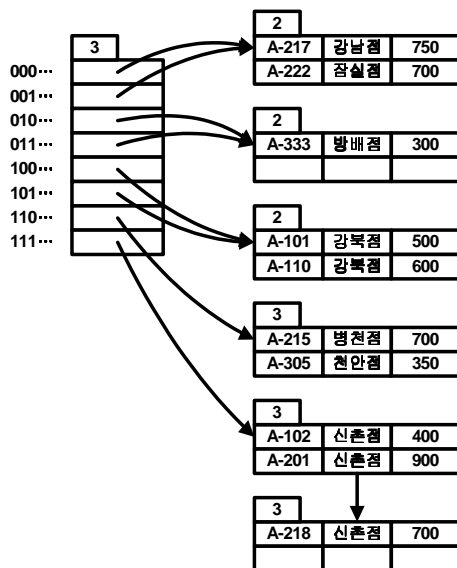 3
000···
001···
010···
011···
100···
101···
110···
111···
2
A-217 강남점 750
A-222 잠실점 700
2
A-333 방배점 300
2
A-101 강북점 500
A-110 강북점 600
3
A-215 병천점 700
A-305 천안점 350
3
A-102 신촌점 400
A-201 신촌점 900
3
A-218 신촌점 700